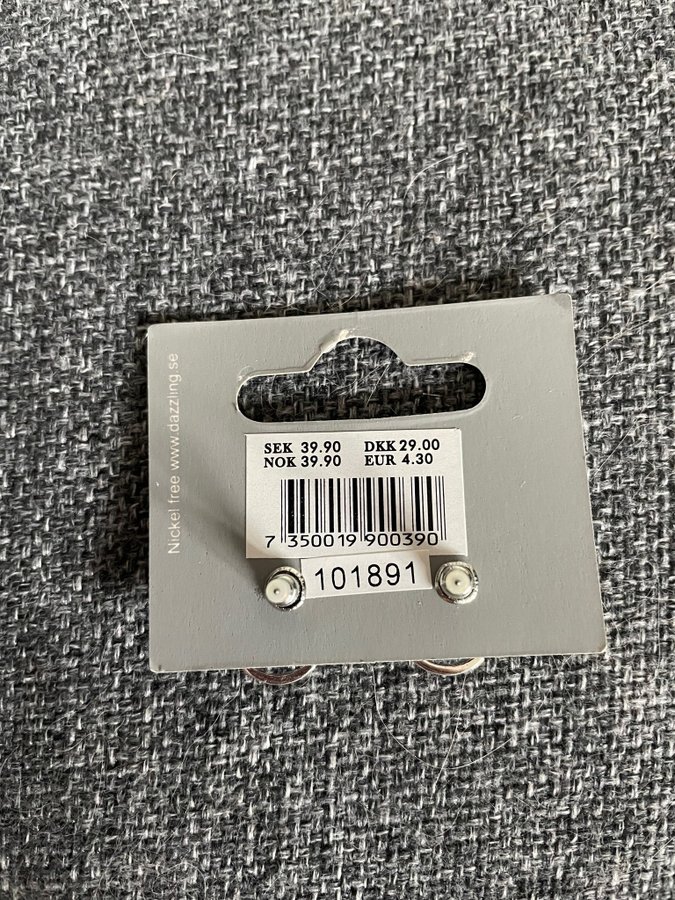 Nickel free www.dazzling.se
SEK 39.90 DKK 29.00
NOK 39.90 EUR 4.30
7 350019 900390
101891